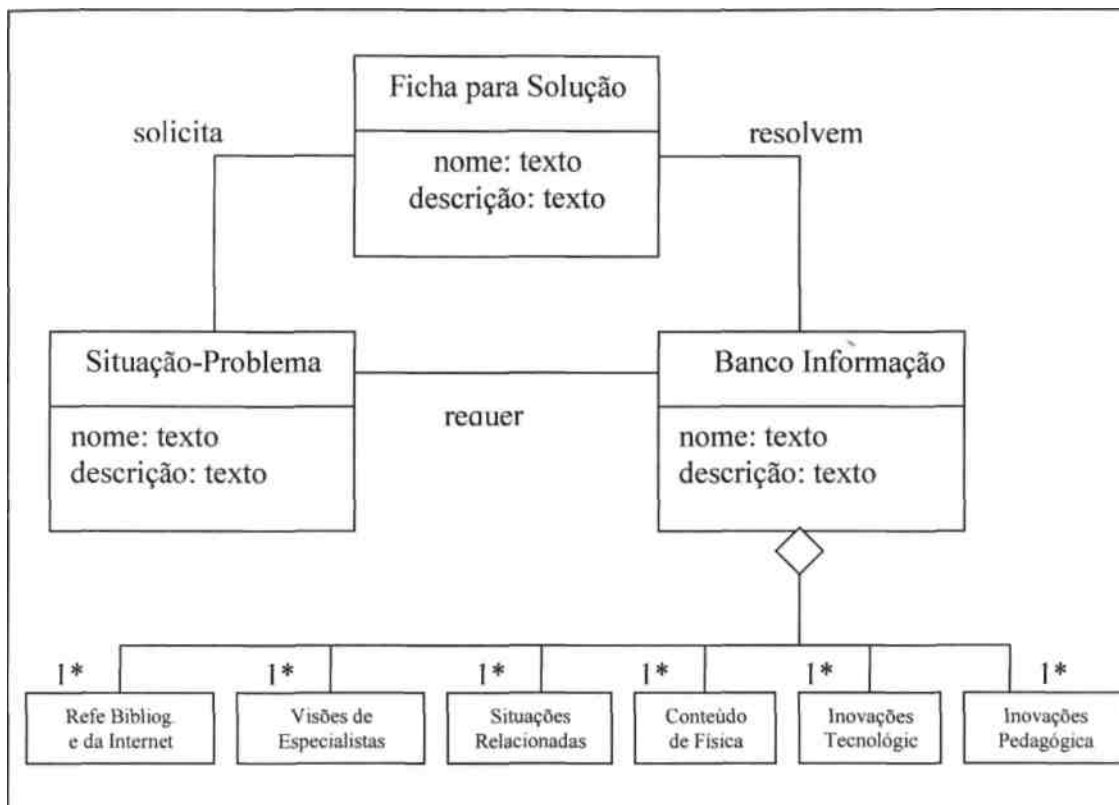 Ficha para Solução
solicita
resolvem
nome: texto
descrição: texto
Situação-Problema
Banco Informação
requer
nome: texto
descrição: texto
nome: texto
descrição: texto
1* 1* 1* 1* 1* 1*
Refe Bibliog.
e da Internet
Visões de
Especialistas
Situações
Relacionadas
Conteúdo
de Física
Inovações
Tecnológic
Inovações
Pedagógica